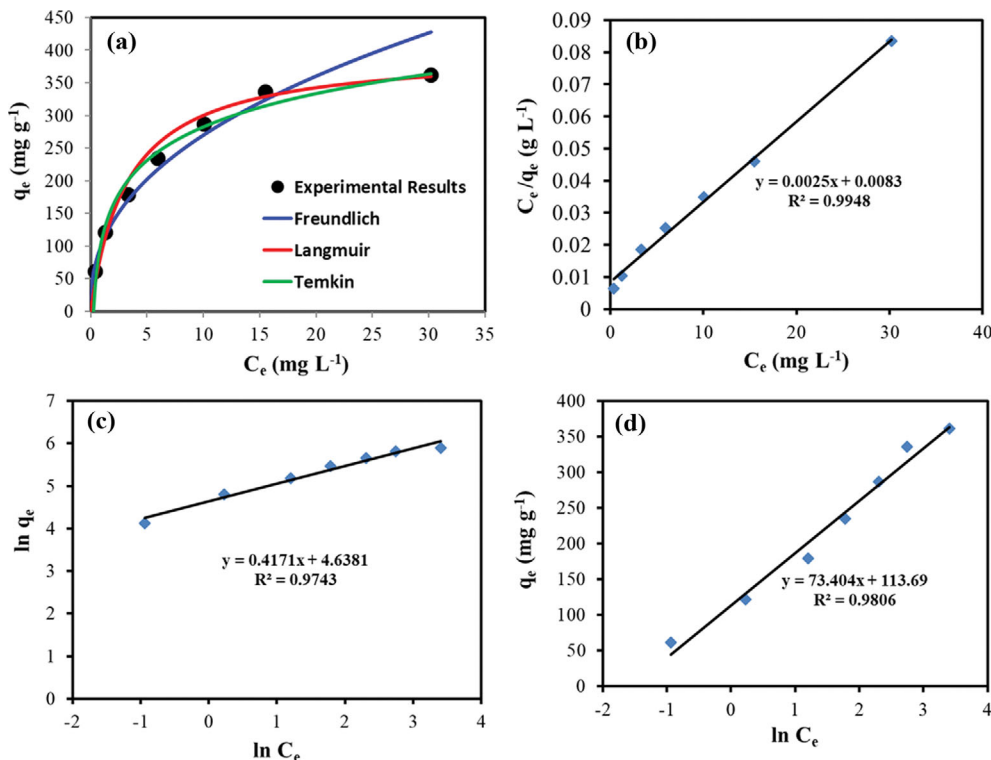 (a)
450
400
350
300
250
200
150
100
50
0
qe (mg g-1)
Experimental Results
Freundlich
Langmuir
Temkin
0 5 10 15 20 25 30 35
Ce (mg L-1)
(b)
0.09
0.08
0.07
0.06
0.05
0.04
0.03
0.02
0.01
0
Ce/qe (g L-1)
y = 0.0025x + 0.0083
R² = 0.9948
0 10 20 30 40
Ce (mg L-1)
(c)
7
6
5
4
3
2
1
0
ln qe
y = 0.4171x + 4.6381
R² = 0.9743
-2 -1 0 1 2 3 4
ln Ce
(d)
400
350
300
250
200
150
100
50
0
qe (mg g-1)
y = 73.404x + 113.69
R² = 0.9806
-2 -1 0 1 2 3 4
ln Ce